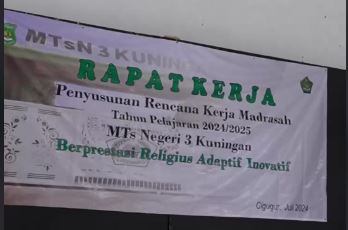 MTsN 3 KUNINGAN
RAPAT KERJA
Penyusunan Rencana Kerja Madrasah
Tahun Pelajaran 2024/2025
MTs Negeri 3 Kuningan
Berprestasi Religius Adaptif Inovatif
Cigugur, Juli 2024